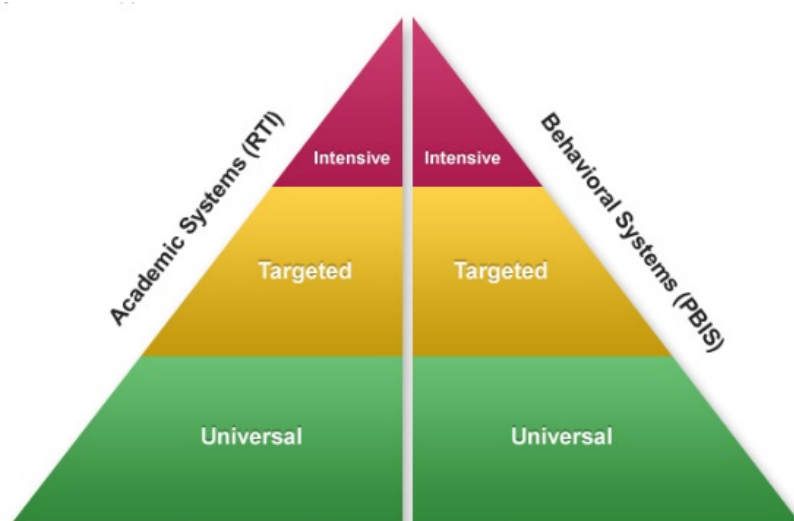 Academic Systems (RTI)
Behavioral Systems (PBIS)
Intensive
Intensive
Targeted
Targeted
Universal
Universal